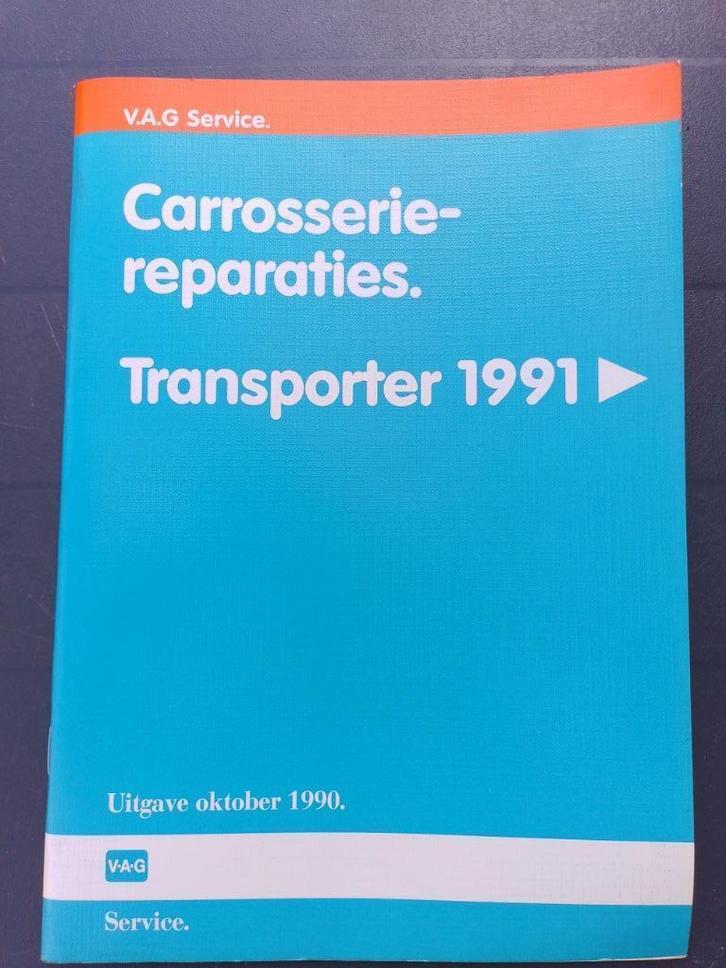 V.A.G Service.
Carrosserie-
reparaties.
Transporter 1991 ▶
Uitgave oktober 1990.
V·A·G
Service.